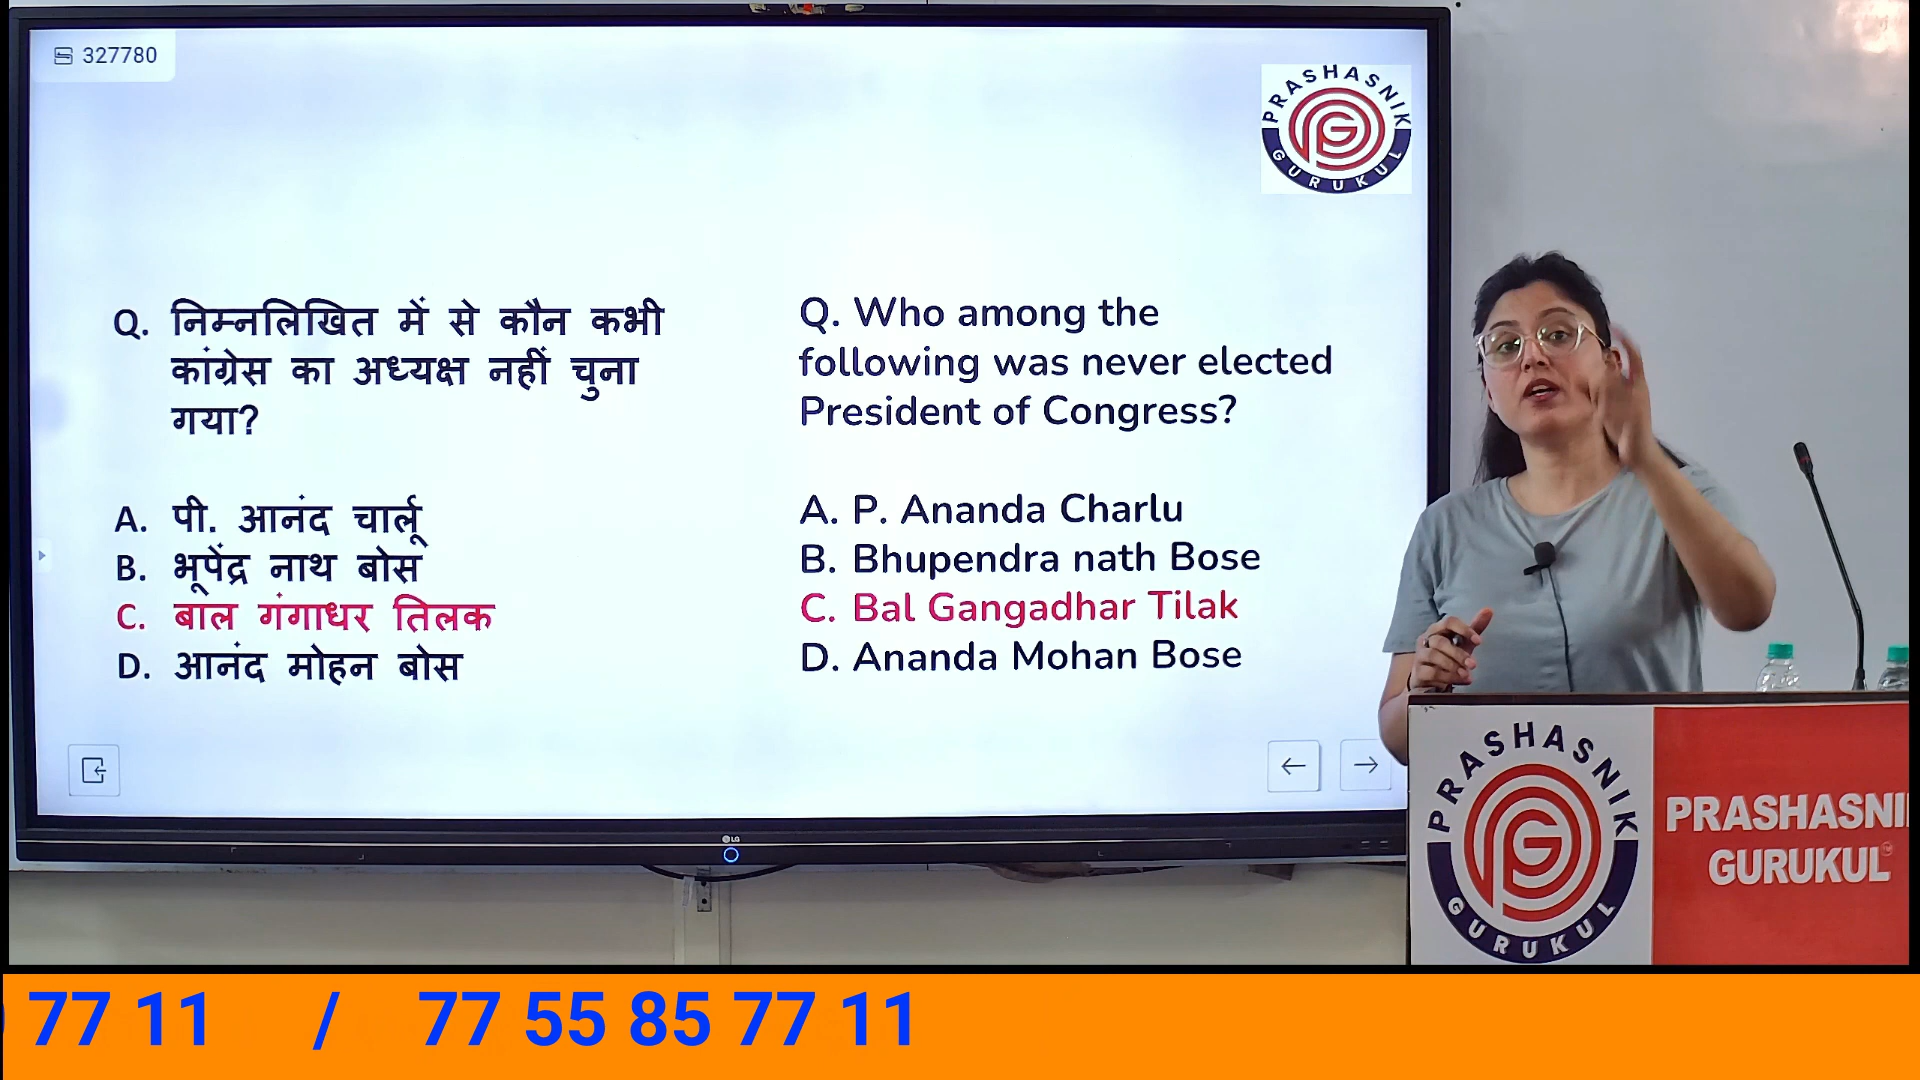 327780
PRASHASNIK
GURUKUL
Q. निम्नलिखित में से कौन कभी
कांग्रेस का अध्यक्ष नहीं चुना
गया?
A. पी. आनंद चार्लू
B. भूपेंद्र नाथ बोस
C. बाल गंगाधर तिलक
D. आनंद मोहन बोस
Q. Who among the
following was never elected
President of Congress?
A. P. Ananda Charlu
B. Bhupendra nath Bose
C. Bal Gangadhar Tilak
D. Ananda Mohan Bose
LG
PRASHASNIK
GURUKUL
PRASHASNI
GURUKUL
77 11 / 77 55 85 77 11